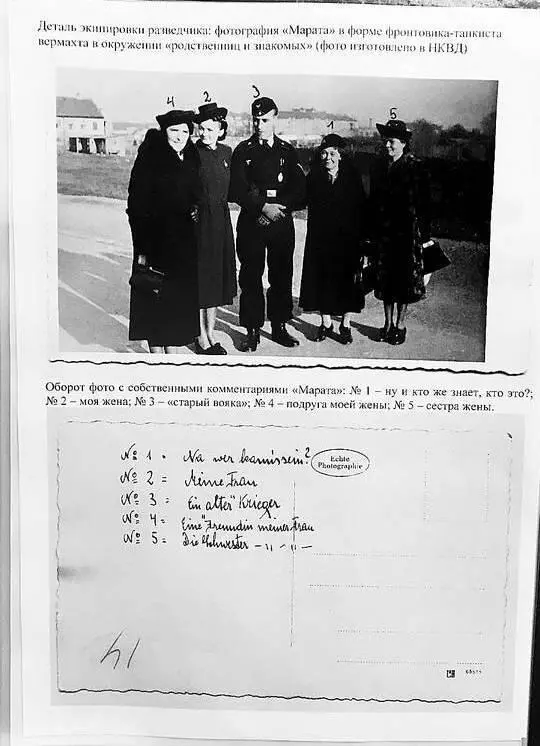 Деталь экипировки разведчика: фотография «Марата» в форме фронтовика-танкиста
вермахта в окружении «родственниц и знакомых» (фото изготовлено в НКВД)
4 2 3 1 5
Оборот фото с собственными комментариями «Марата»: № 1 – ну и кто же знает, кто это?;
№ 2 – моя жена; № 3 – «старый вояка»; № 4 – подруга моей жены; № 5 – сестра жены.
№ 1 = Na wer kann's sein?
Echte
Photographie
№ 2 = Meine Frau
№ 3 = Ein „alter" Krieger
№ 4 = Eine Freundin meiner Frau
№ 5 = Die Schwester – „ – „ –